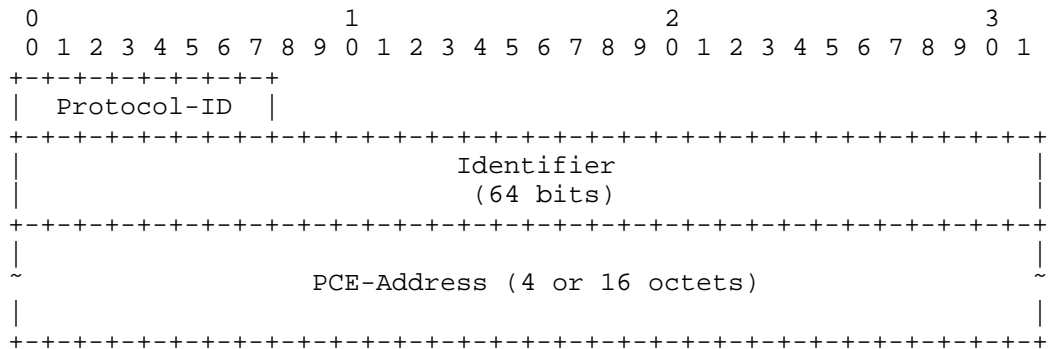 0                   1                   2                   3
 0 1 2 3 4 5 6 7 8 9 0 1 2 3 4 5 6 7 8 9 0 1 2 3 4 5 6 7 8 9 0 1
+-+-+-+-+-+-+-+-+
|  Protocol-ID  |
+-+-+-+-+-+-+-+-+-+-+-+-+-+-+-+-+-+-+-+-+-+-+-+-+-+-+-+-+-+-+-+-+
|                           Identifier                          |
|                            (64 bits)                          |
+-+-+-+-+-+-+-+-+-+-+-+-+-+-+-+-+-+-+-+-+-+-+-+-+-+-+-+-+-+-+-+-+
|                                                               |
~                  PCE-Address (4 or 16 octets)                 ~
|                                                               |
+-+-+-+-+-+-+-+-+-+-+-+-+-+-+-+-+-+-+-+-+-+-+-+-+-+-+-+-+-+-+-+-+